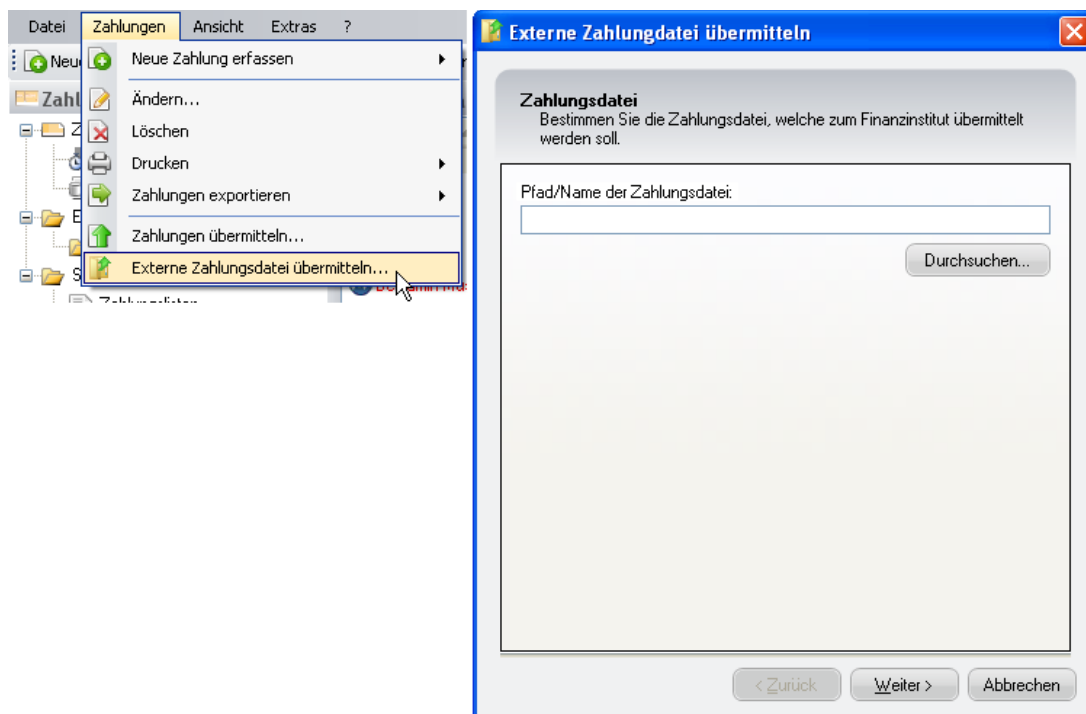 Datei Zahlungen Ansicht Extras ?
Neue Zahlung erfassen
Ändern...
Löschen
Drucken
Zahlungen exportieren
Zahlungen übermitteln...
Externe Zahlungsdatei übermitteln...
Zahlungslisten
Externe Zahlungdatei übermitteln
Zahlungsdatei
Bestimmen Sie die Zahlungsdatei, welche zum Finanzinstitut übermittelt
werden soll.
Pfad/Name der Zahlungsdatei:
Durchsuchen...
< Zurück Weiter > Abbrechen